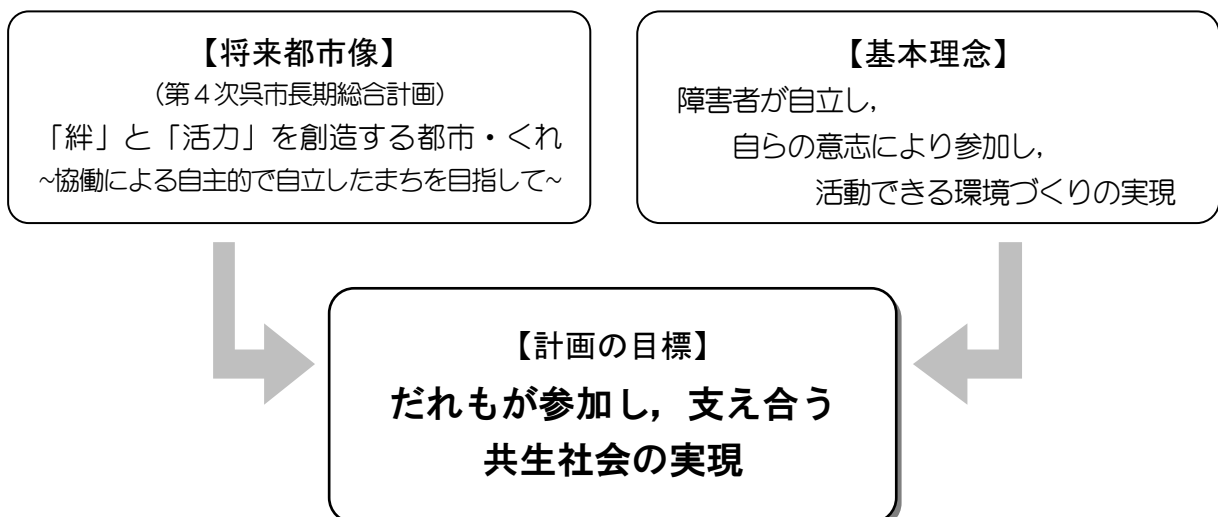 【将来都市像】
（第４次呉市長期総合計画）
「絆」と「活力」を創造する都市・くれ
~協働による自主的で自立したまちを目指して~
【基本理念】
障害者が自立し，
自らの意志により参加し，
活動できる環境づくりの実現
【計画の目標】
だれもが参加し，支え合う
共生社会の実現